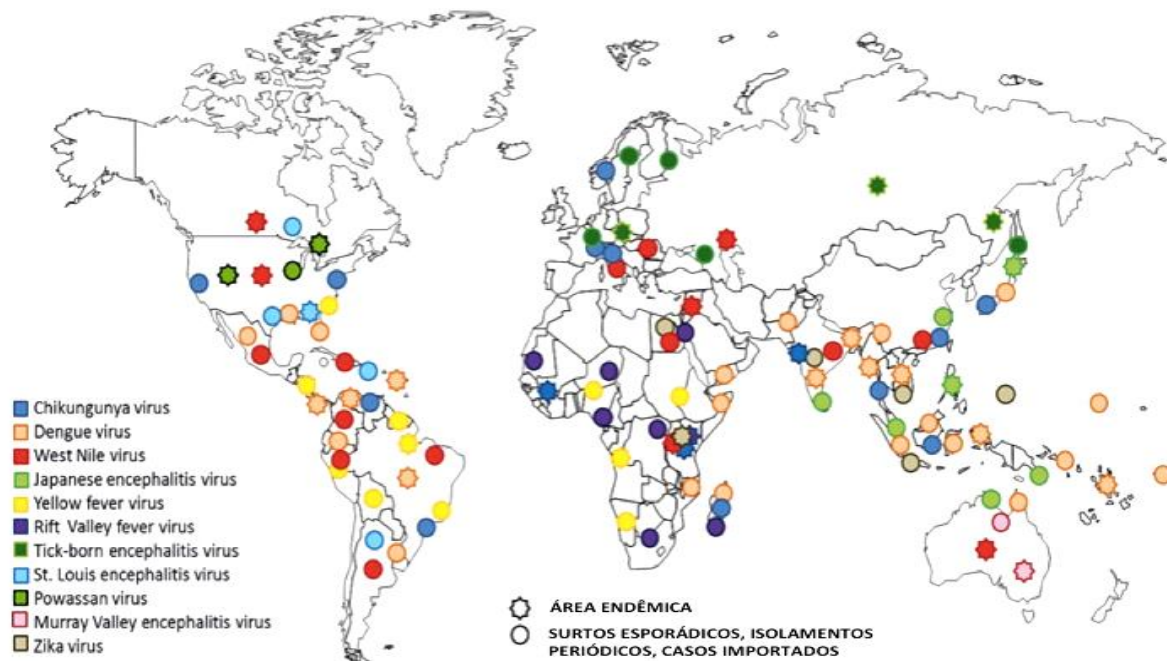 Chikungunya virus
Dengue virus
West Nile virus
Japanese encephalitis virus
Yellow fever virus
Rift Valley fever virus
Tick-born encephalitis virus
St. Louis encephalitis virus
Powassan virus
Murray Valley encephalitis virus
Zika virus
ÁREA ENDÊMICA
SURTOS ESPORÁDICOS, ISOLAMENTOS
PERIÓDICOS, CASOS IMPORTADOS